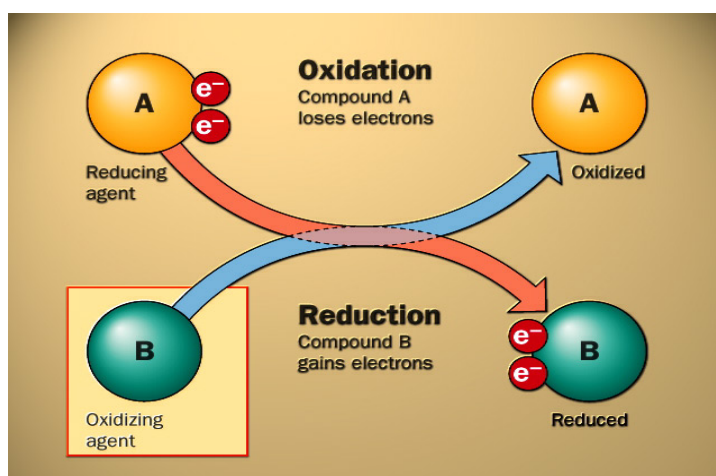 Oxidation
Compound A
loses electrons
A
e⁻
e⁻
Reducing
agent
A
Oxidized
B
Oxidizing
agent
Reduction
Compound B
gains electrons
e⁻
e⁻
B
Reduced